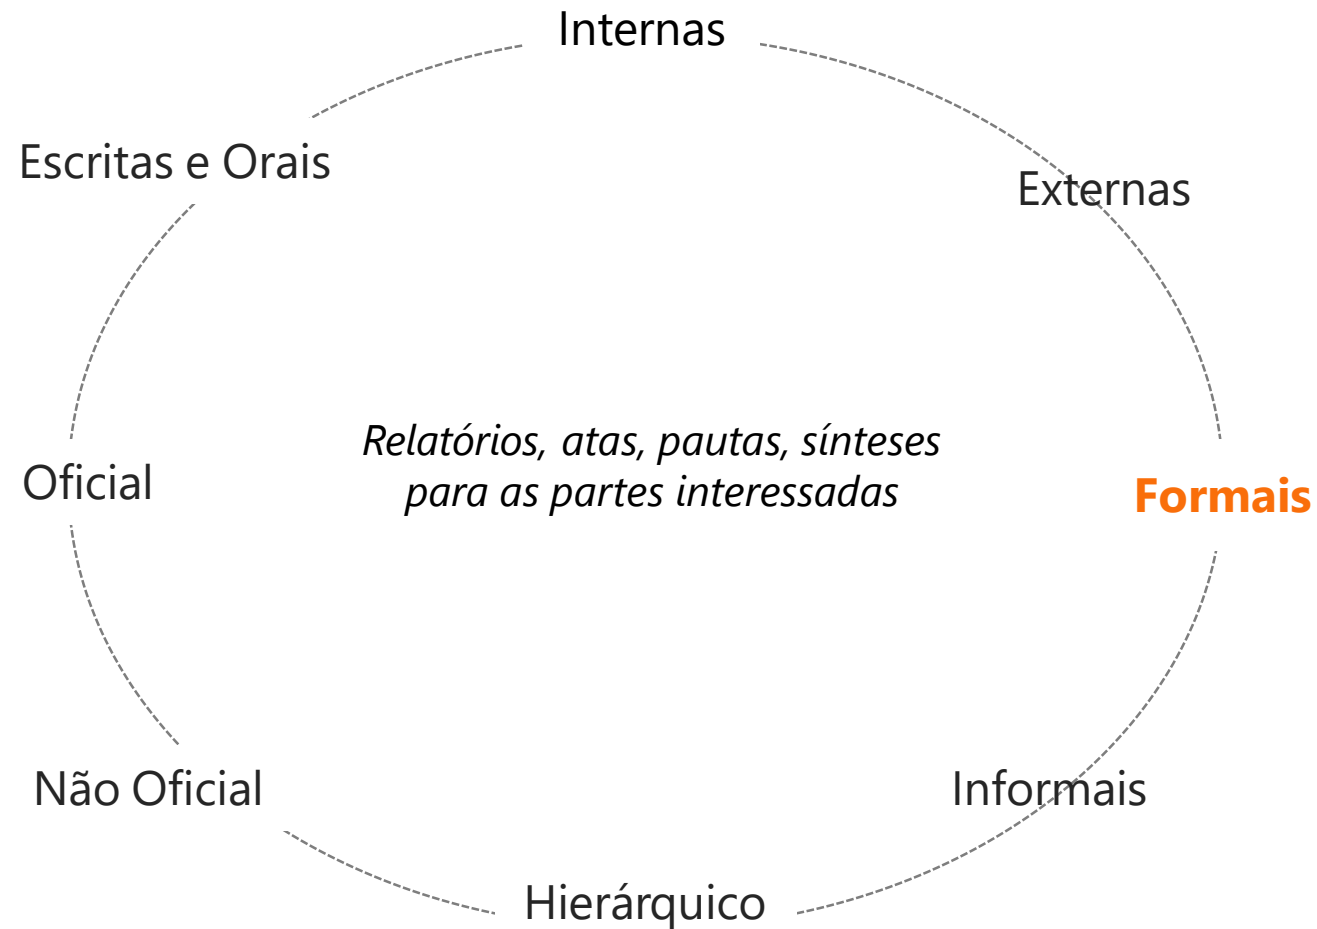 Internas
Escritas e Orais
Externas
Relatórios, atas, pautas, sínteses
para as partes interessadas
Oficial
Formais
Não Oficial
Informais
Hierárquico